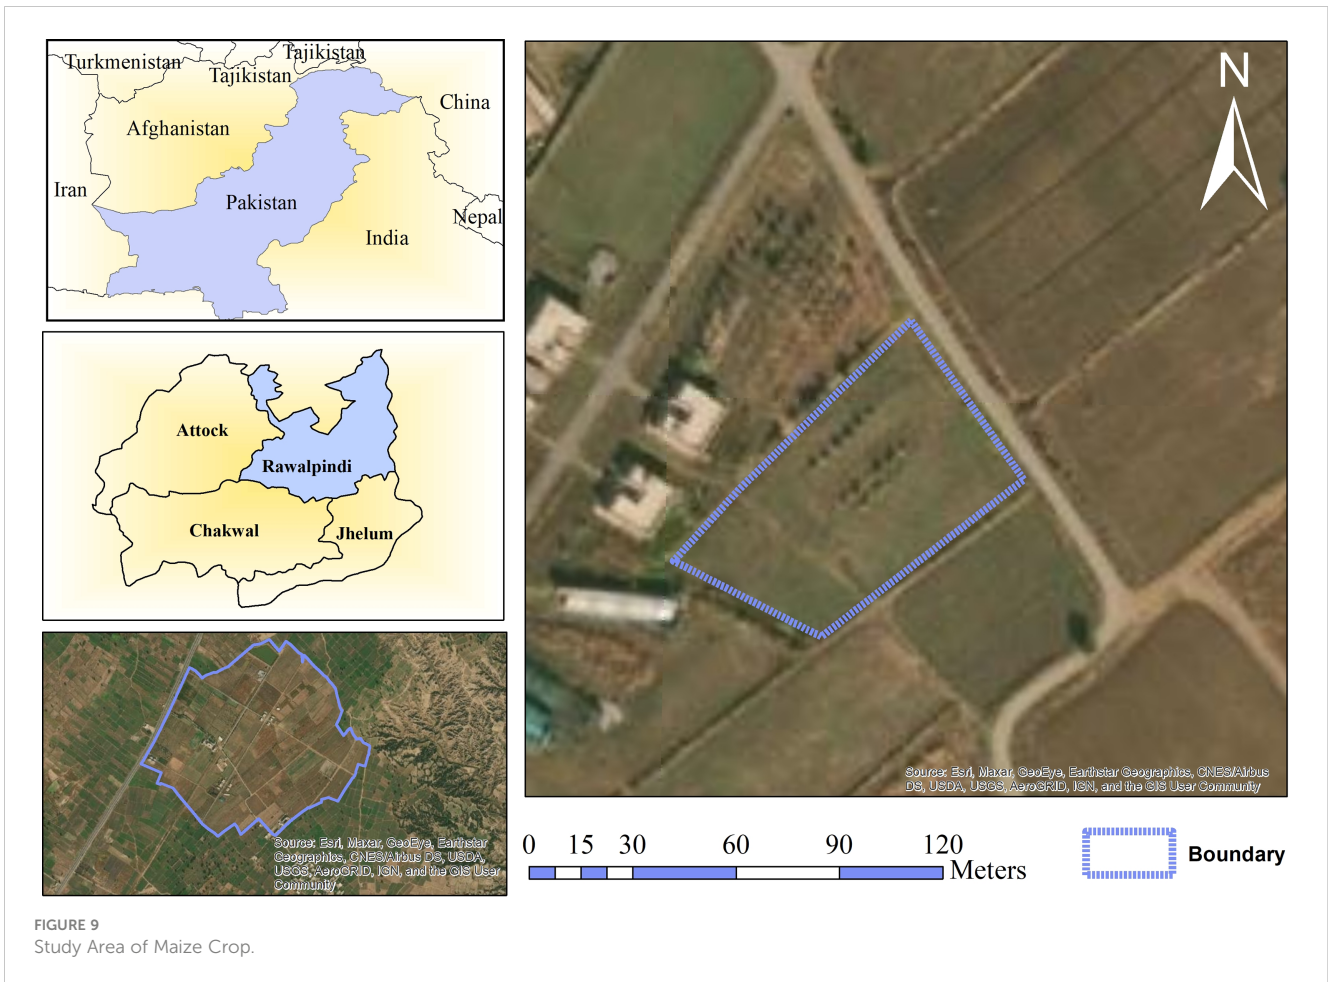 Turkmenistan
Tajikistan
Tajikistan
China
Afghanistan
Iran
Pakistan
Nepal
India
Attock
Rawalpindi
Chakwal
Jhelum
Source: Esri, Maxar, GeoEye, Earthstar
Geographics, CNES/Airbus DS, USDA,
USGS, AeroGRID, IGN, and the GIS User
Community
N
Source: Esri, Maxar, GeoEye, Earthstar Geographics, CNES/Airbus
DS, USDA, USGS, AeroGRID, IGN, and the GIS User Community
0 15 30 60 90 120
Meters
Boundary
FIGURE 9
Study Area of Maize Crop.